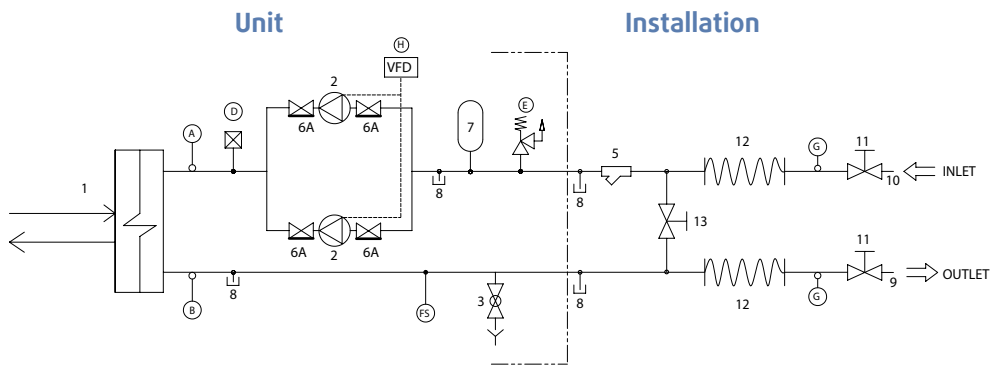 Unit Installation
H
VFD
2
D
E
A
6A 6A
7
5
12
G
11
1
8
8
10 INLET
13
6A 6A
2
11
8
8
3
9 OUTLET
B
FS
12
G